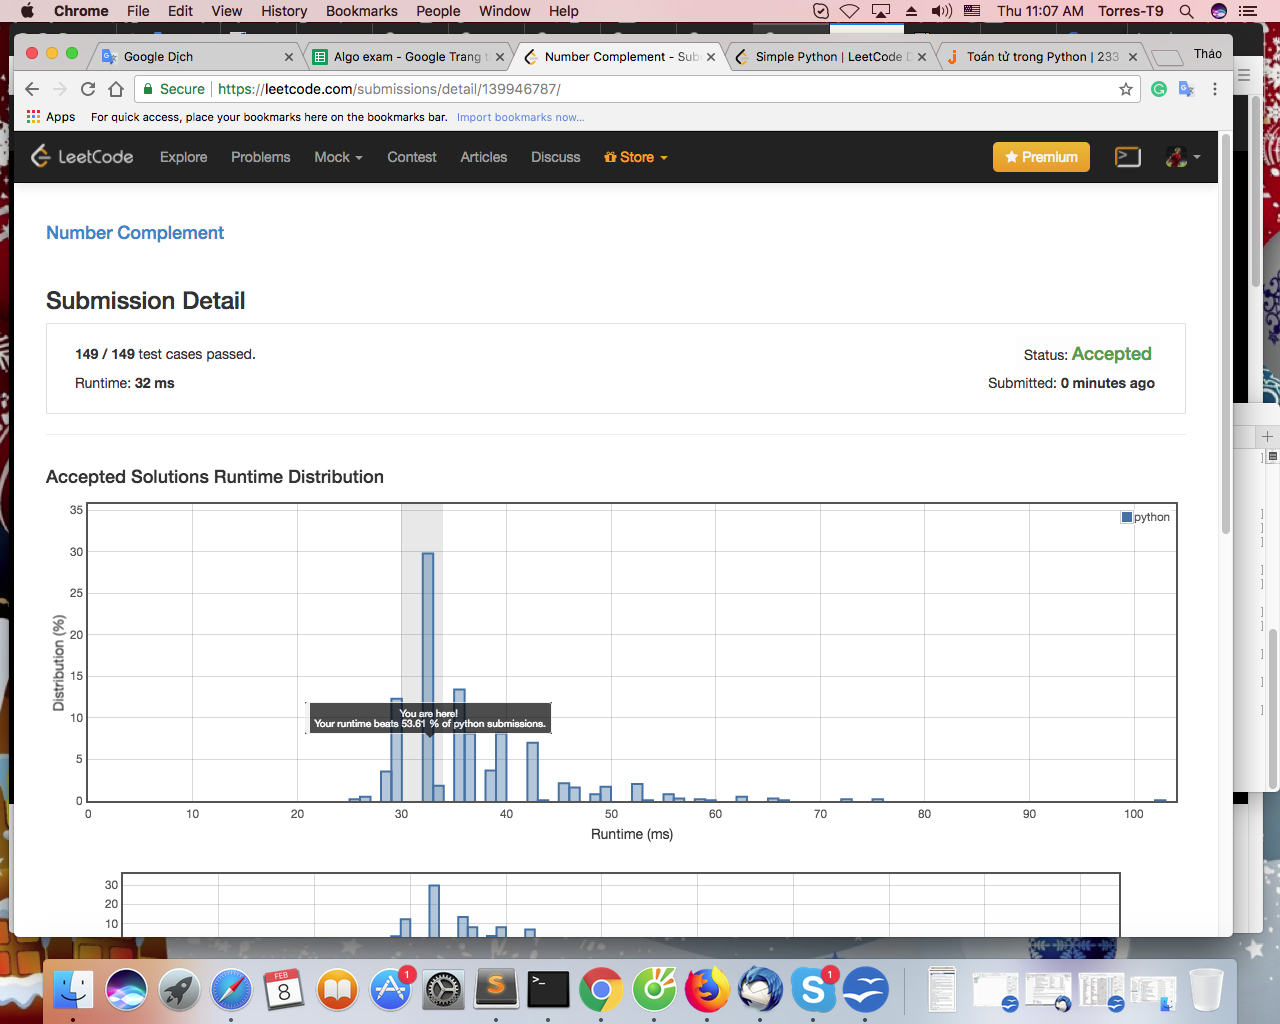 Chrome File Edit View History Bookmarks People Window Help Thu 11:07 AM Torres-T9
Google Dịch
Algo exam - Google Trang t
Number Complement - Sub
Simple Python | LeetCode D
Toán tử trong Python | 233
Thảo
Secure https://leetcode.com/submissions/detail/139946787/
Apps For quick access, place your bookmarks here on the bookmarks bar. Import bookmarks now...
LeetCode Explore Problems Mock Contest Articles Discuss Store Premium
Number Complement
Submission Detail
149 / 149 test cases passed.
Status: Accepted
Runtime: 32 ms
Submitted: 0 minutes ago
Accepted Solutions Runtime Distribution
35
30
25
20
15
10
5
0
Distribution (%)
python
You are here!
Your runtime beats 53.61 % of python submissions.
0 10 20 30 40 50 60 70 80 90 100
Runtime (ms)
30
20
10
FEB
8
1
S
>_
S
1